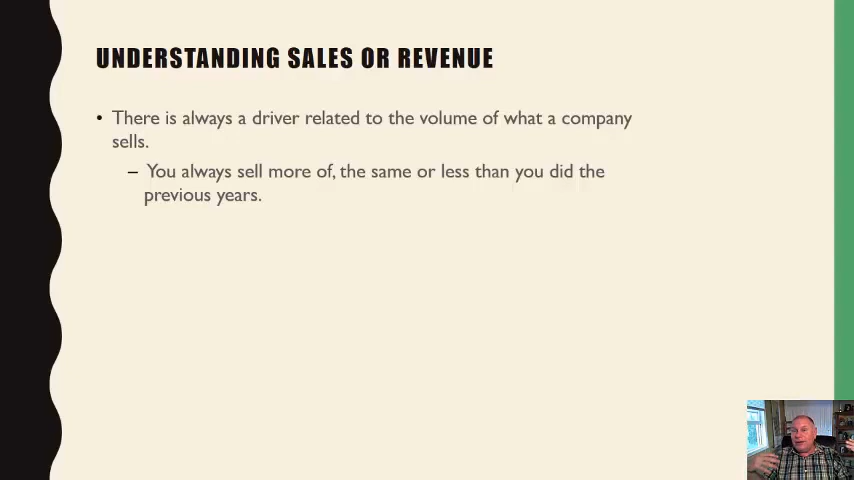 UNDERSTANDING SALES OR REVENUE
• There is always a driver related to the volume of what a company
sells.
– You always sell more of, the same or less than you did the
previous years.